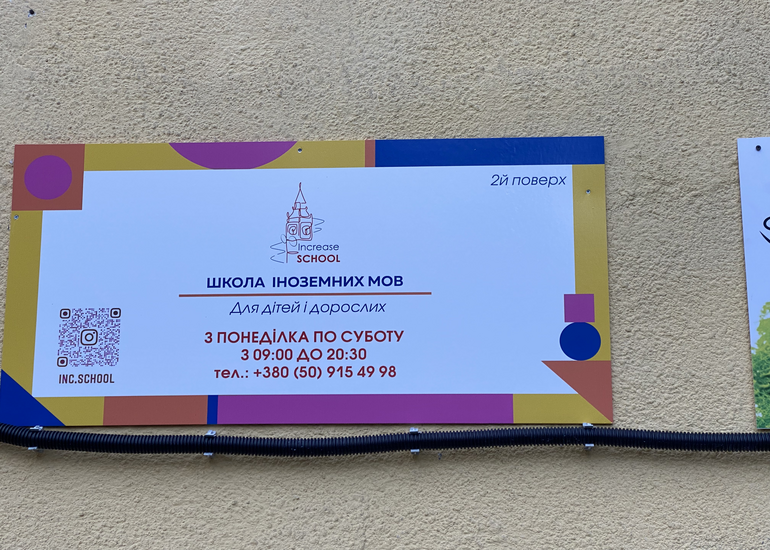 2й поверх
Increase
SCHOOL
ШКОЛА ІНОЗЕМНИХ МОВ
Для дітей і дорослих
З ПОНЕДІЛКА ПО СУБОТУ
З 09:00 ДО 20:30
тел.: +380 (50) 915 49 98
INC.SCHOOL